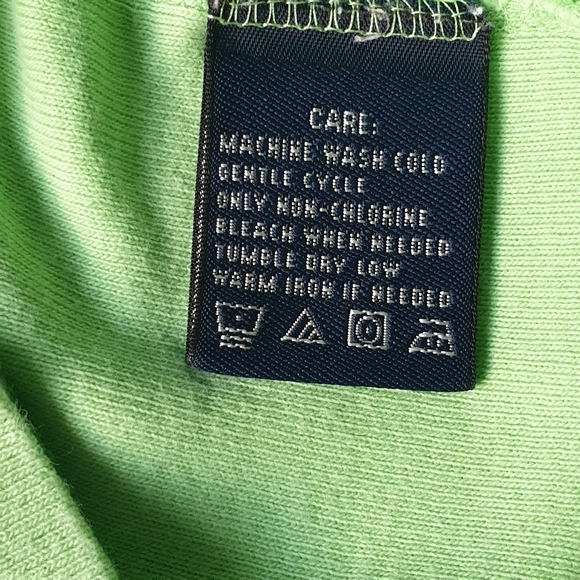 CARE:
MACHINE WASH COLD
GENTLE CYCLE
ONLY NON-CHLORINE
BLEACH WHEN NEEDED
TUMBLE DRY LOW
WARM IRON IF NEEDED